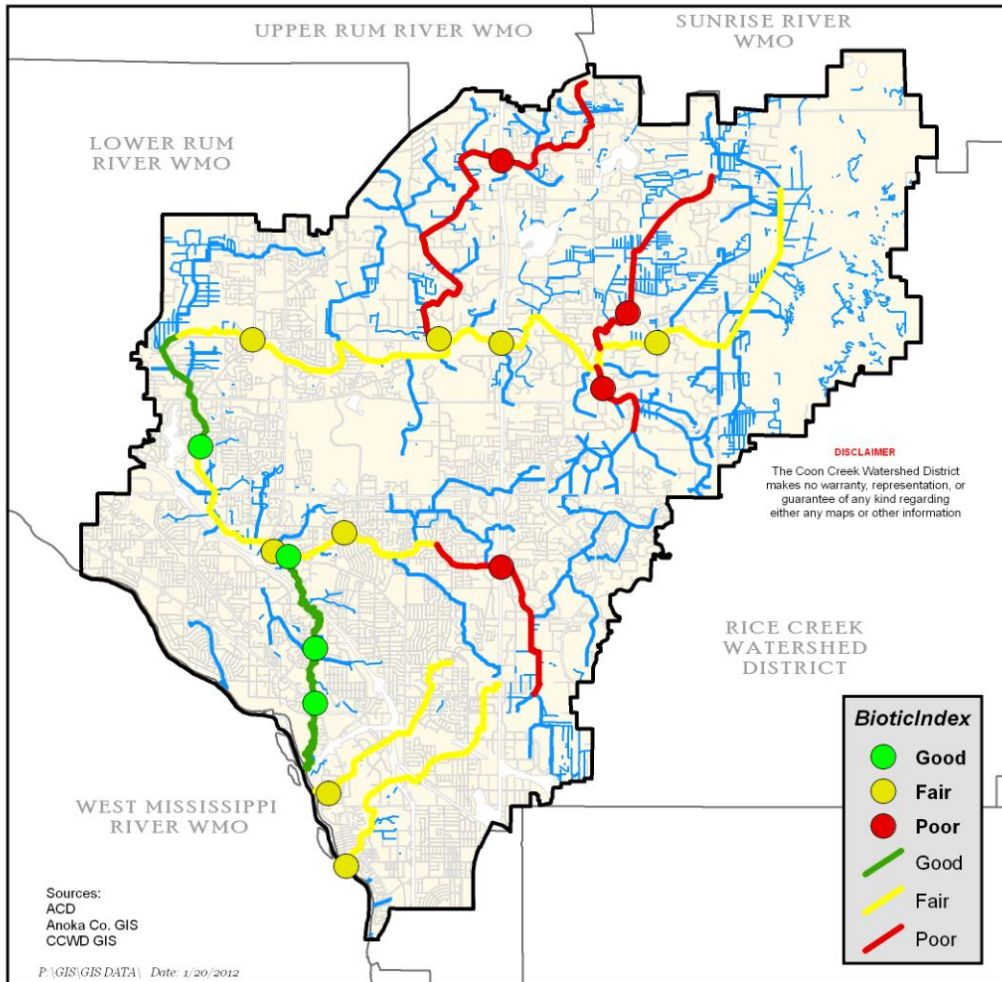 UPPER RUM RIVER WMO
SUNRISE RIVER
WMO
LOWER RUM
RIVER WMO
DISCLAIMER
The Coon Creek Watershed District
makes no warranty, representation, or
guarantee of any kind regarding
either any maps or other information
RICE CREEK
WATERSHED
DISTRICT
WEST MISSISSIPPI
RIVER WMO
BioticIndex
Good
Fair
Poor
Good
Fair
Poor
Sources:
ACD
Anoka Co. GIS
CCWD GIS
P:\GIS\GIS DATA\ Date: 1/20/2012